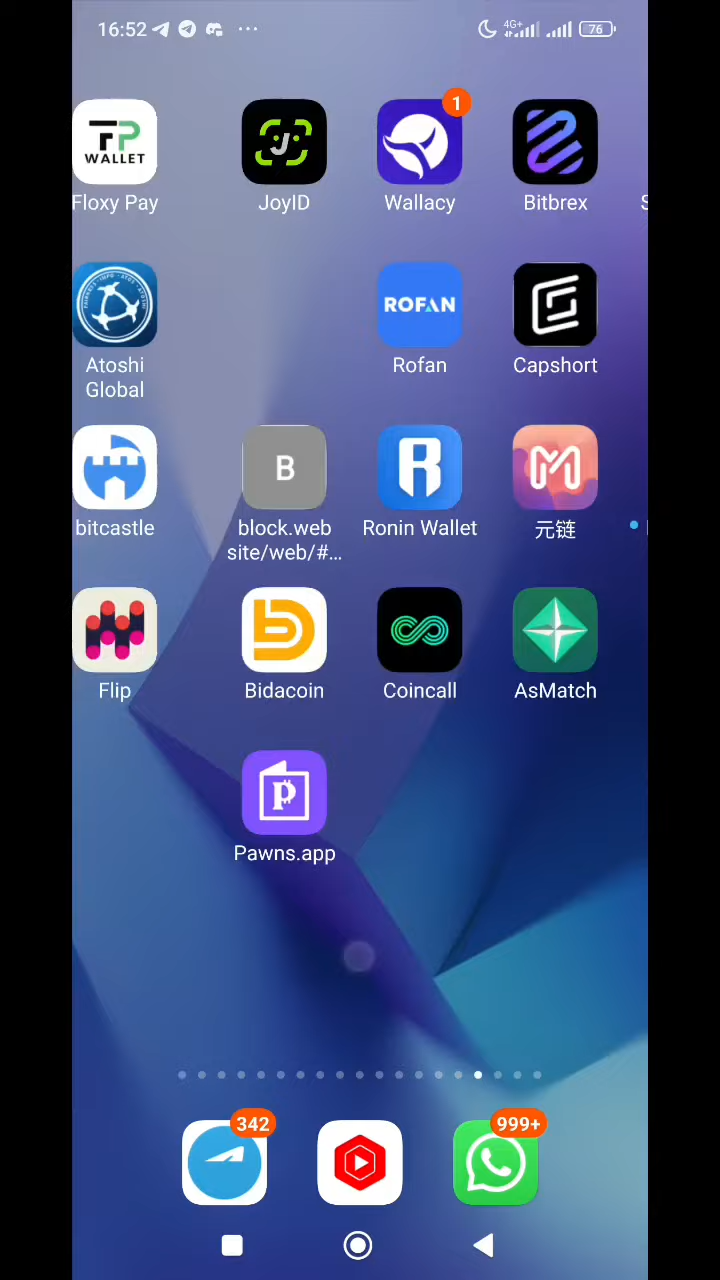 16:52
4G+
76
FP
WALLET
J
1
Floxy Pay
JoyID
Wallacy
Bitbrex
ROFAN
Atoshi
Global
Rofan
Capshort
B
bitcastle
block.web
site/web/#...
Ronin Wallet
元链
Flip
Bidacoin
Coincall
AsMatch
Pawns.app
342
999+